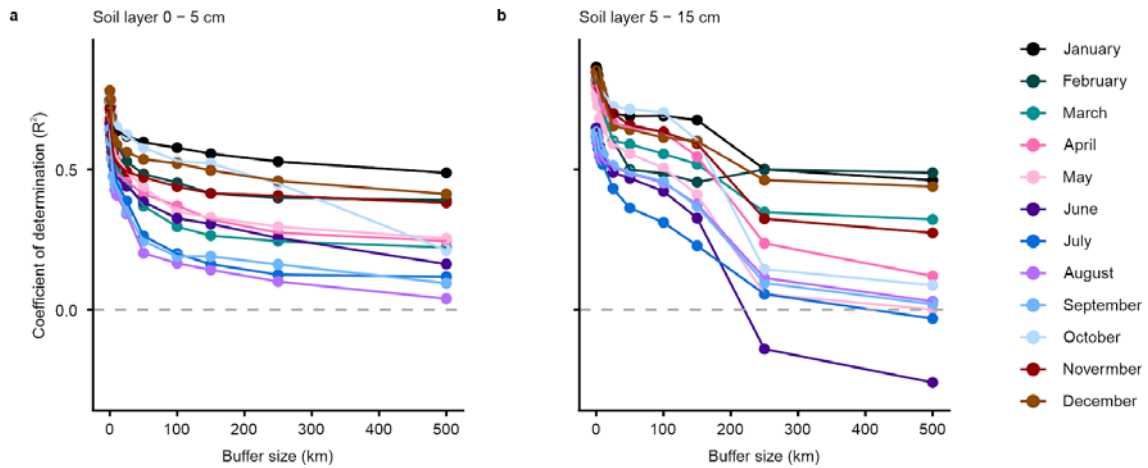 a Soil layer 0 – 5 cm
Coefficient of determination (R²)
0.5
0.0
0 100 200 300 400 500
Buffer size (km)
b Soil layer 5 – 15 cm
0 100 200 300 400 500
Buffer size (km)
January
February
March
April
May
June
July
August
September
October
Novermber
December